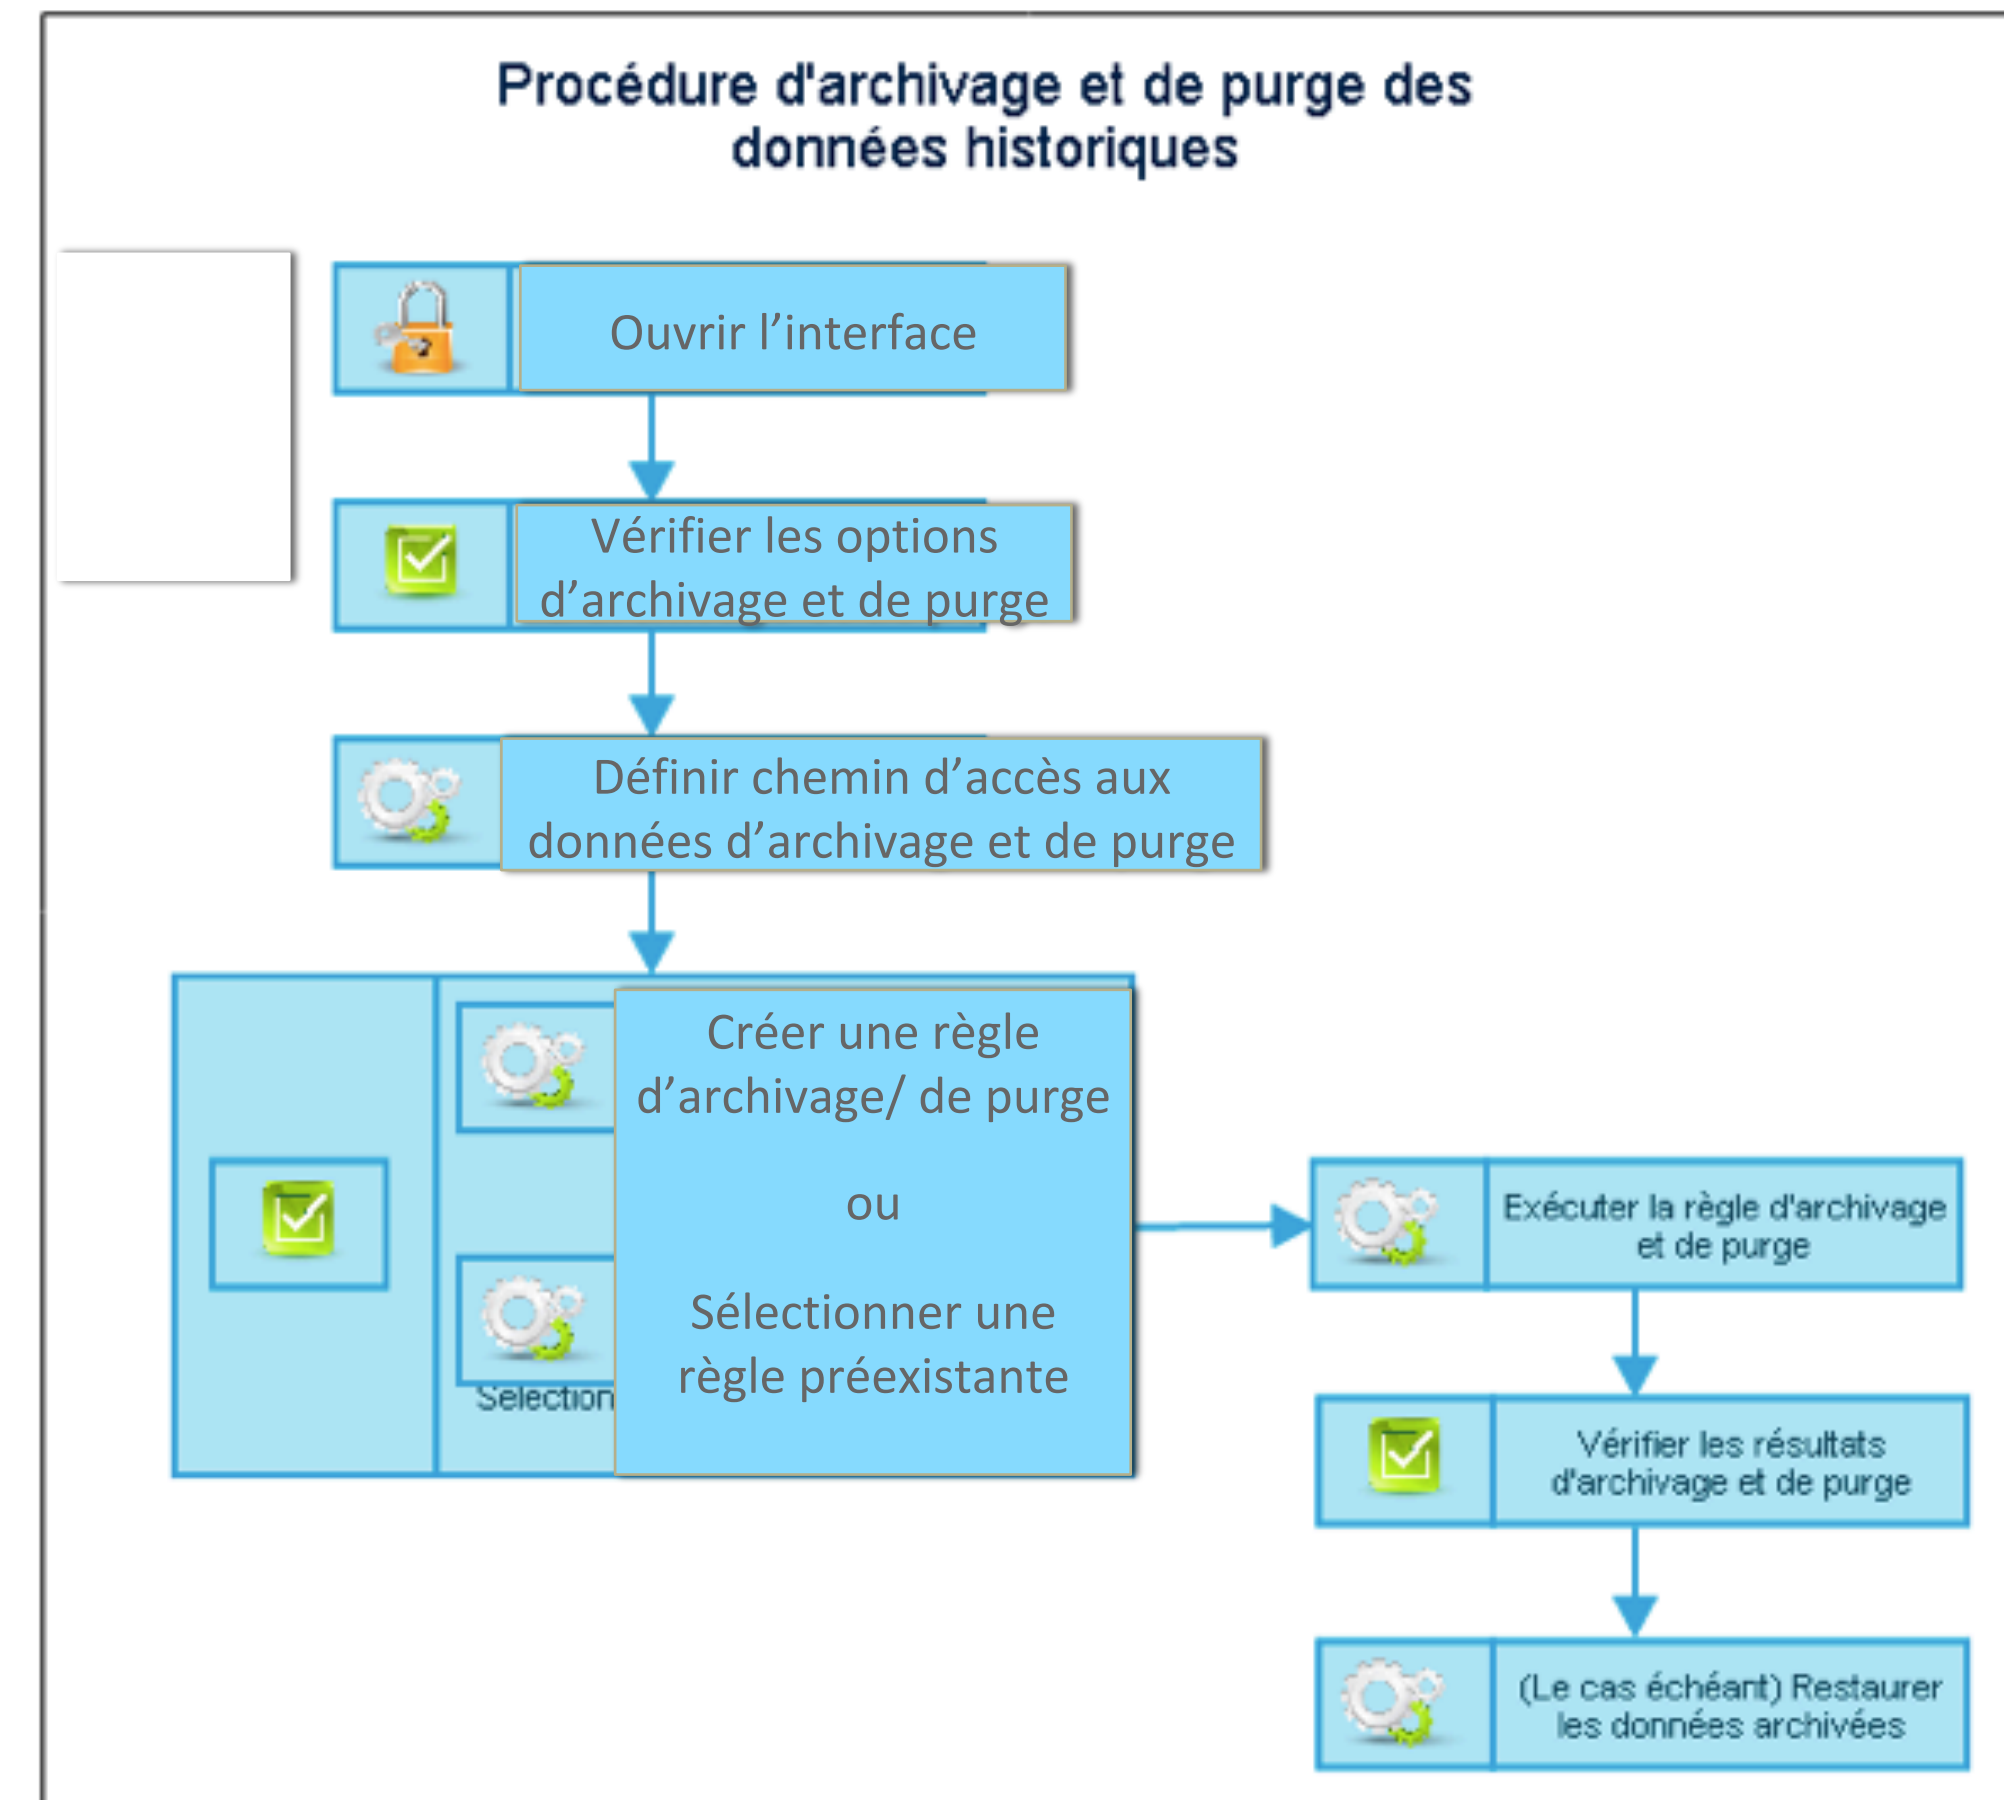 Procédure d'archivage et de purge des
données historiques
Ouvrir l’interface
Vérifier les options
d’archivage et de purge
Définir chemin d’accès aux
données d’archivage et de purge
Créer une règle
d’archivage/ de purge
ou
Sélectionner une
règle préexistante
Exécuter la règle d'archivage
et de purge
Vérifier les résultats
d'archivage et de purge
(Le cas échéant) Restaurer
les données archivées